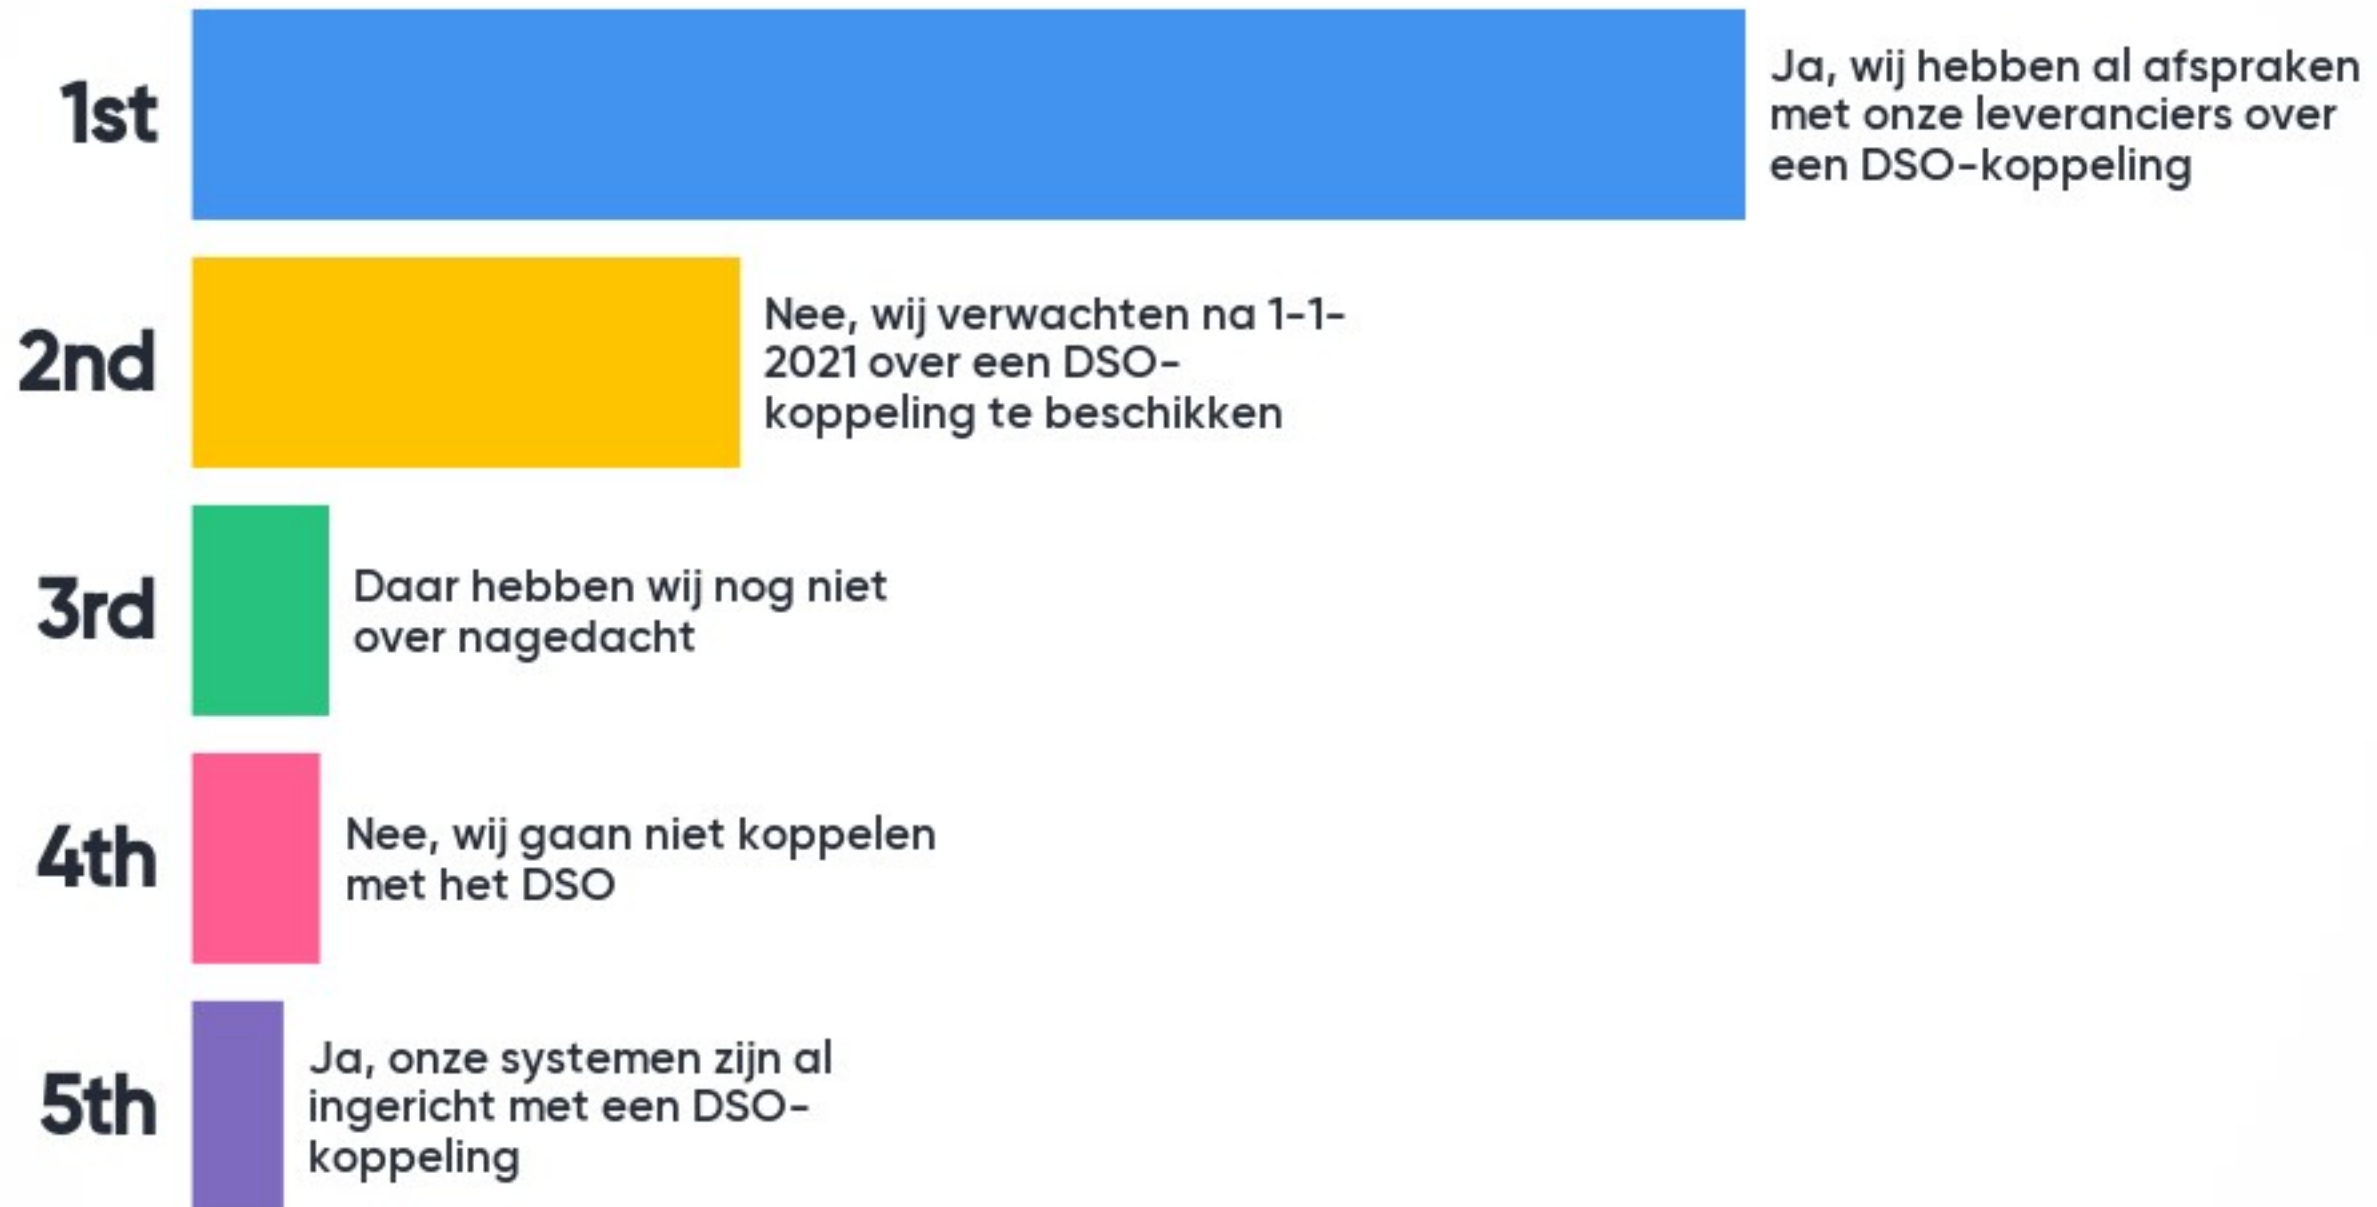 1st
Ja, wij hebben al afspraken
met onze leveranciers over
een DSO-koppeling
2nd
Nee, wij verwachten na 1-1-
2021 over een DSO-
koppeling te beschikken
3rd
Daar hebben wij nog niet
over nagedacht
4th
Nee, wij gaan niet koppelen
met het DSO
5th
Ja, onze systemen zijn al
ingericht met een DSO-
koppeling